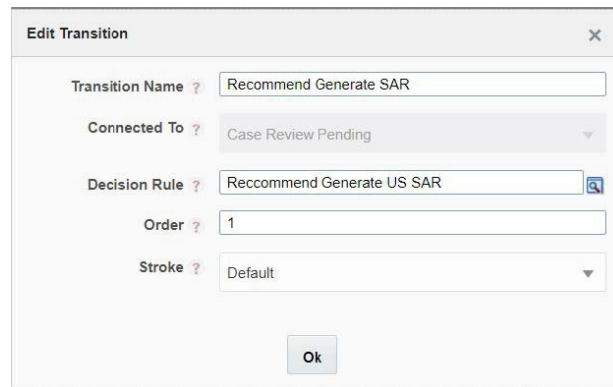 Edit Transition ×
Transition Name ? Recommend Generate SAR
Connected To ? Case Review Pending
Decision Rule ? Reccommend Generate US SAR
Order ? 1
Stroke ? Default
Ok